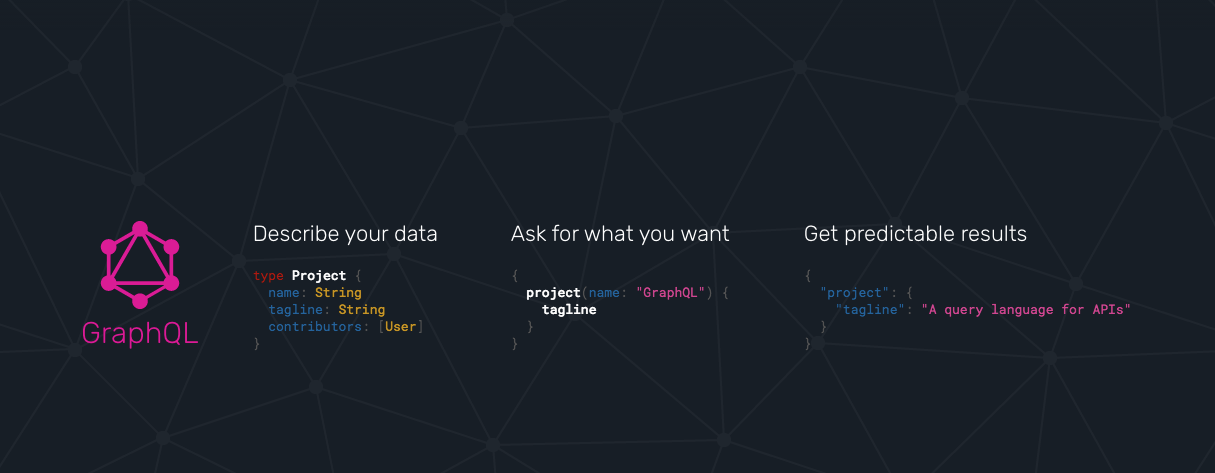 GraphQL
Describe your data
type Project {
  name: String
  tagline: String
  contributors: [User]
}
Ask for what you want
{
  project(name: "GraphQL") {
    tagline
  }
}
Get predictable results
{
  "project": {
    "tagline": "A query language for APIs"
  }
}